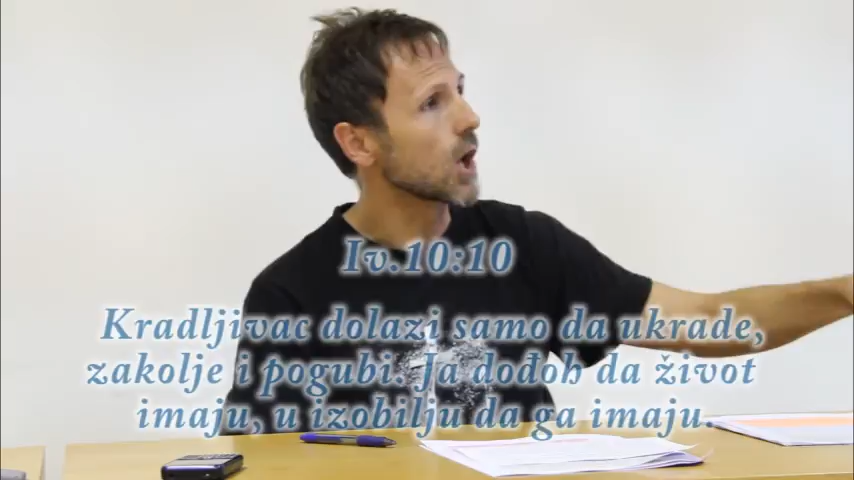 Iv.10:10
Kradljivac dolazi samo da ukrade,
zakolje i pogubi. Ja dođoh da život
imaju, u izobilju da ga imaju.